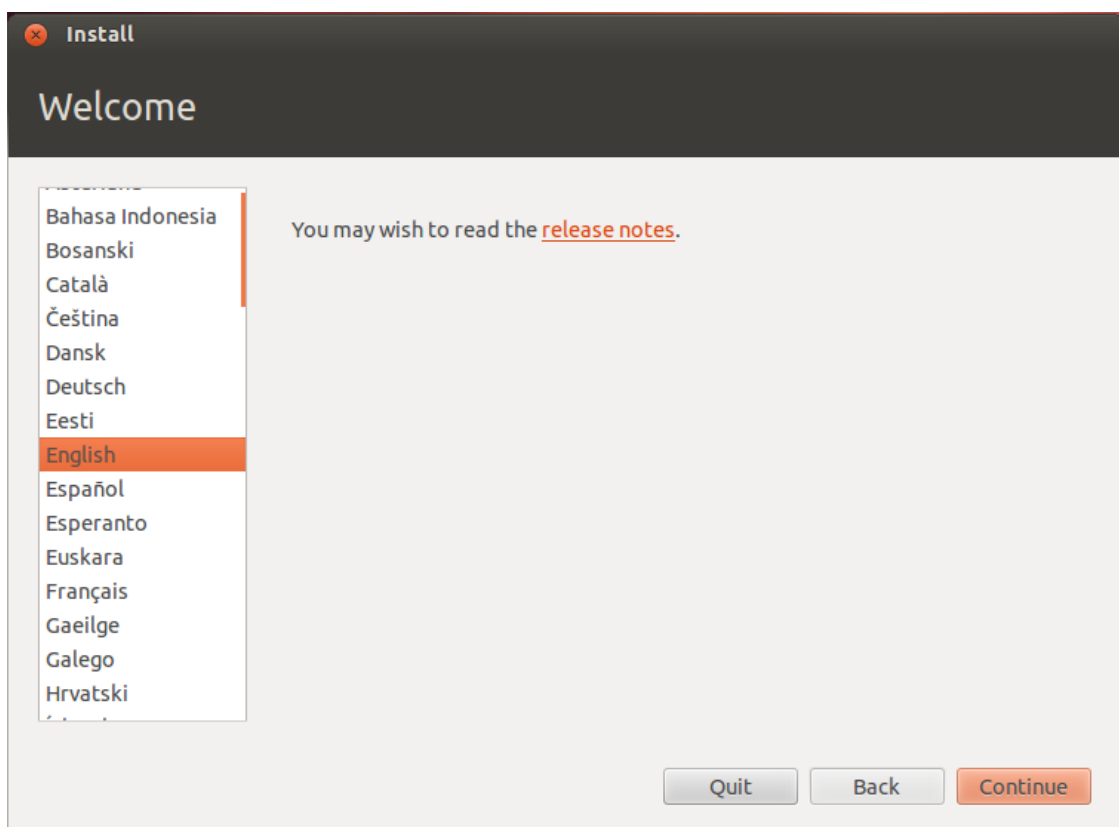 Install
Welcome
Bahasa Indonesia
Bosanski
Català
Čeština
Dansk
Deutsch
Eesti
English
Español
Esperanto
Euskara
Français
Gaeilge
Galego
Hrvatski
You may wish to read the release notes.
Quit
Back
Continue